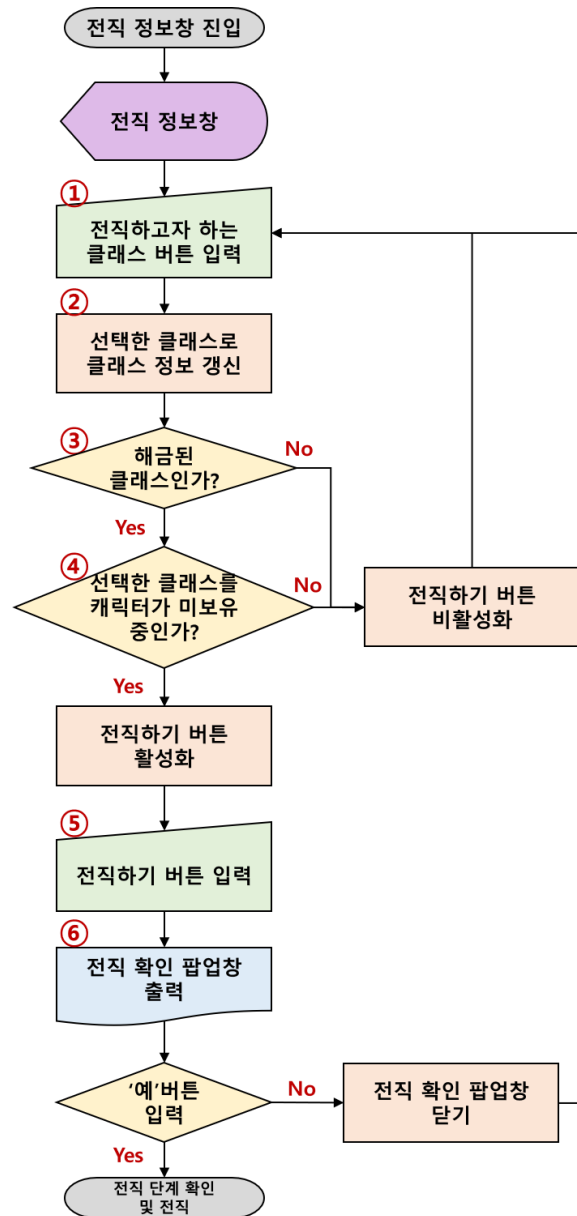 전직 정보창 진입
전직 정보창
①
전직하고자 하는
클래스 버튼 입력
②
선택한 클래스로
클래스 정보 갱신
③
해금된
클래스인가?
No
Yes
④
선택한 클래스를
캐릭터가 미보유
중인가?
No
전직하기 버튼
비활성화
Yes
전직하기 버튼
활성화
⑤
전직하기 버튼 입력
⑥
전직 확인 팝업창
출력
‘예’버튼
입력
No
전직 확인 팝업창
닫기
Yes
전직 단계 확인
및 전직